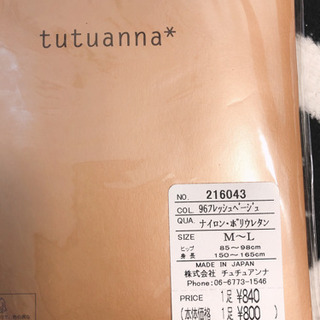 tutuanna*
NO. 216043
COL. 96フレッシュベージュ
QUA. ナイロン・ポリウレタン
SIZE M～L
ヒップ 85～98cm
身長 150～165cm
MADE IN JAPAN
株式会社 チュチュアンナ
Phone:06-6773-1546
PRICE 1足 ¥840
(本体価格 1足 ¥800)